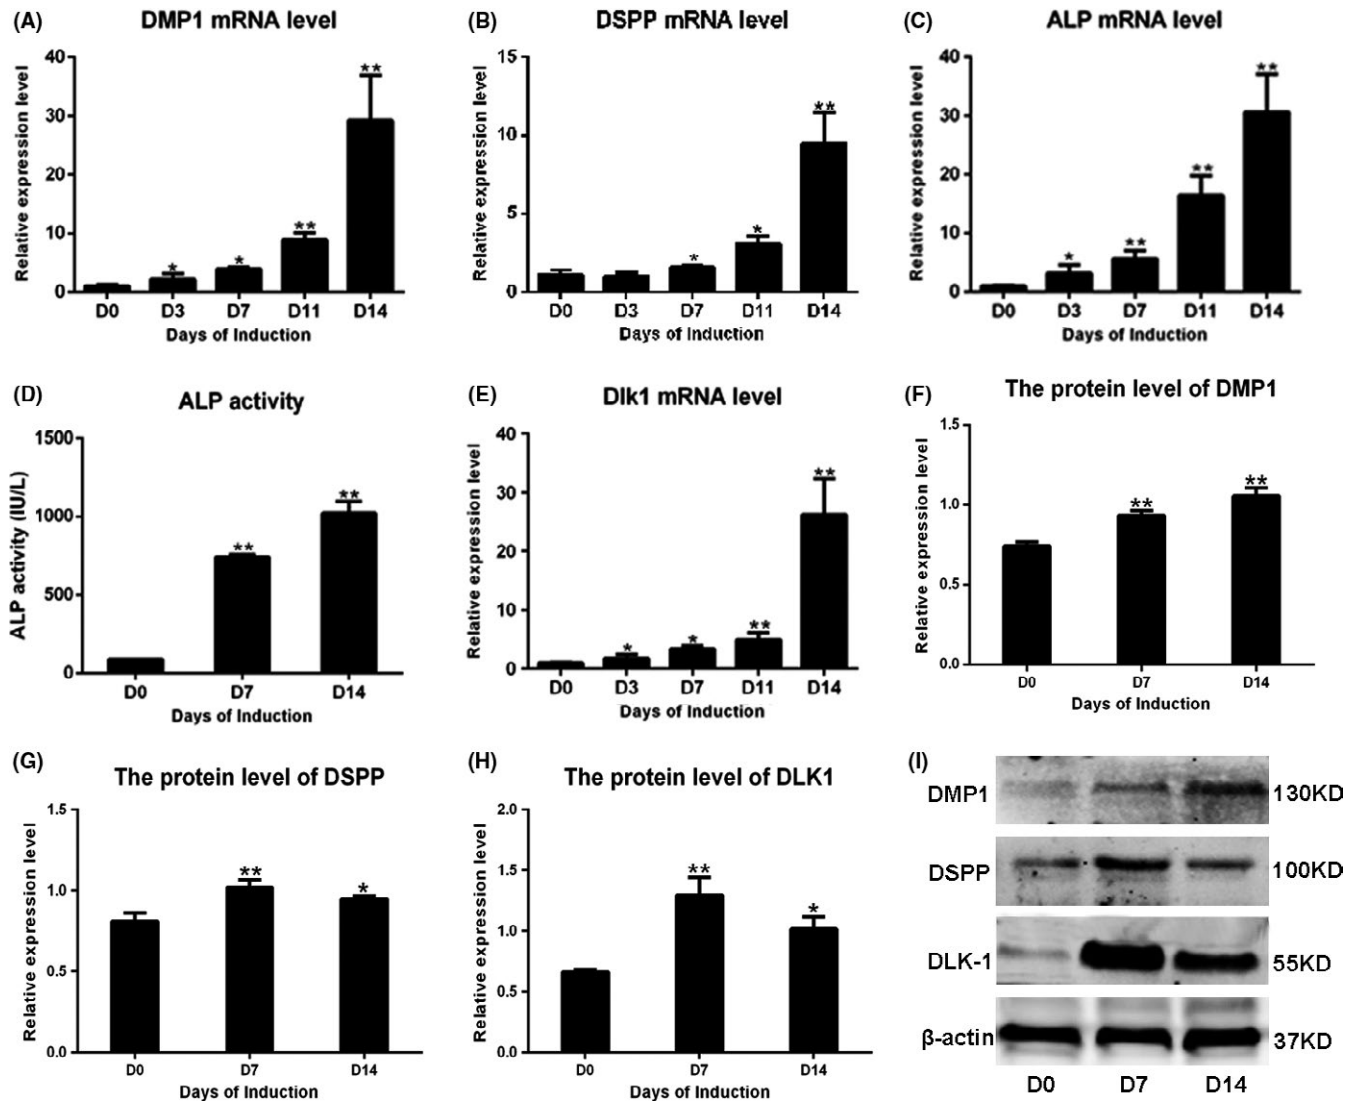 (A) DMP1 mRNA level
Relative expression level
40
30
20
10
0
* * ** **
D0 D3 D7 D11 D14
Days of Induction
(B) DSPP mRNA level
Relative expression level
15
10
5
0
* * **
D0 D3 D7 D11 D14
Days of Induction
(C) ALP mRNA level
Relative expression level
40
30
20
10
0
* ** ** **
D0 D3 D7 D11 D14
Days of Induction
(D) ALP activity
ALP activity (IU/L)
1500
1000
500
0
** **
D0 D7 D14
Days of Induction
(E) Dlk1 mRNA level
Relative expression level
40
30
20
10
0
* * ** **
D0 D3 D7 D11 D14
Days of Induction
(F) The protein level of DMP1
Relative expression level
1.5
1.0
0.5
0.0
** **
D0 D7 D14
Days of Induction
(G) The protein level of DSPP
Relative expression level
1.5
1.0
0.5
0.0
** *
D0 D7 D14
Days of Induction
(H) The protein level of DLK1
Relative expression level
2.0
1.5
1.0
0.5
0.0
** *
D0 D7 D14
Days of Induction
(I)
DMP1 130KD
DSPP 100KD
DLK-1 55KD
β-actin 37KD
D0 D7 D14